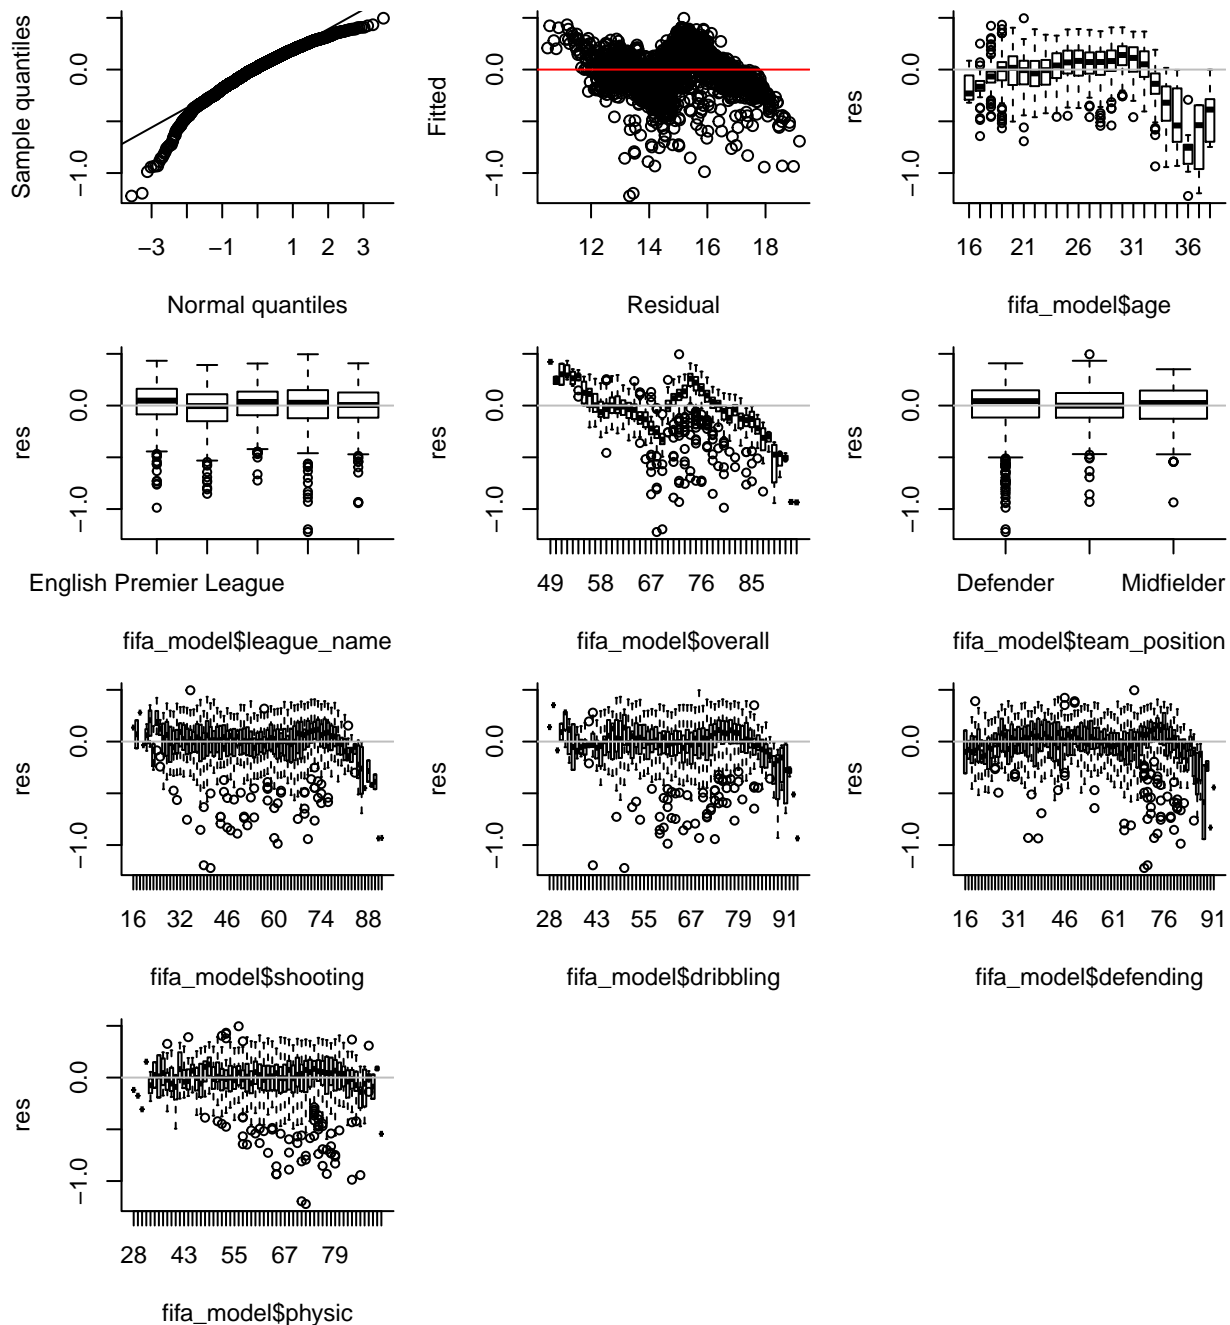 Sample quantiles
0.0
−1.0
−3 −1 1 2 3
Normal quantiles
Fitted
0.0
−1.0
12 14 16 18
Residual
res
0.0
−1.0
16 21 26 31 36
fifa_model$age
res
0.0
−1.0
English Premier League
fifa_model$league_name
res
0.0
−1.0
49 58 67 76 85
fifa_model$overall
res
0.0
−1.0
Defender Midfielder
fifa_model$team_position
res
0.0
−1.0
16 32 46 60 74 88
fifa_model$shooting
res
0.0
−1.0
28 43 55 67 79 91
fifa_model$dribbling
res
0.0
−1.0
16 31 46 61 76 91
fifa_model$defending
res
0.0
−1.0
28 43 55 67 79
fifa_model$physic